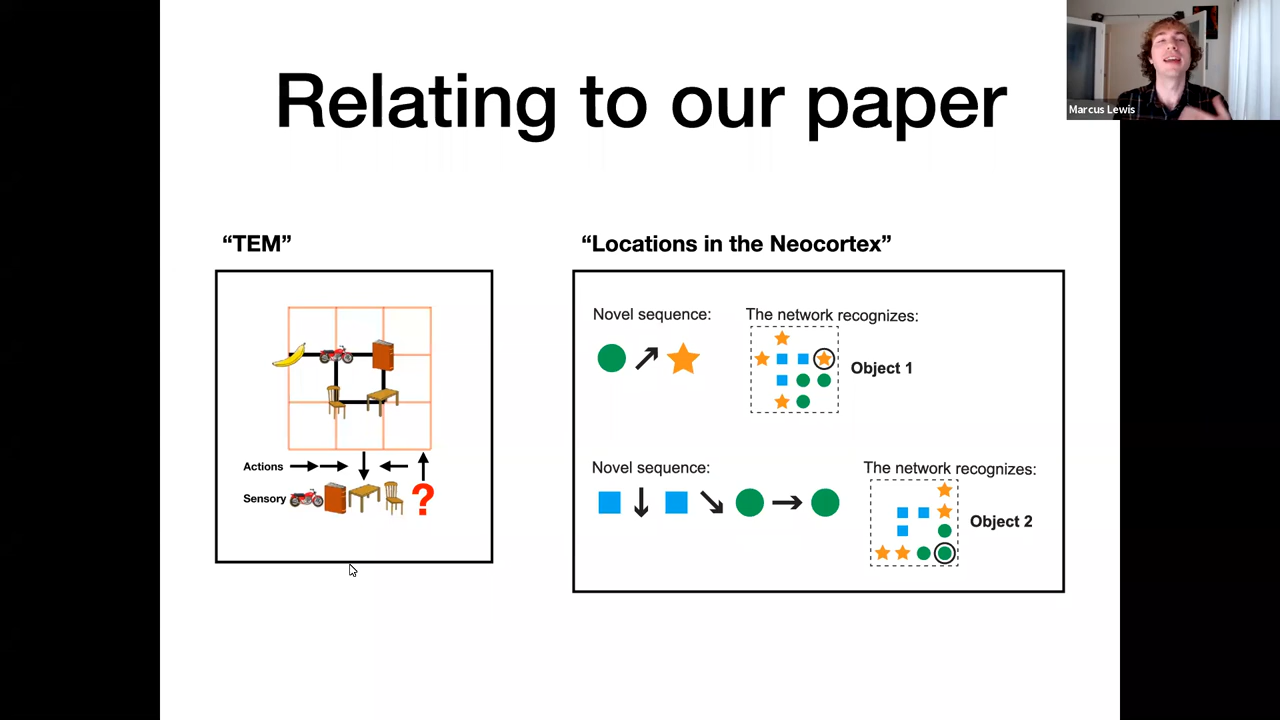 Relating to our paper
Marcus Lewis
“TEM”
“Locations in the Neocortex”
Actions
Sensory
?
Novel sequence:
The network recognizes:
Object 1
Novel sequence:
The network recognizes:
Object 2